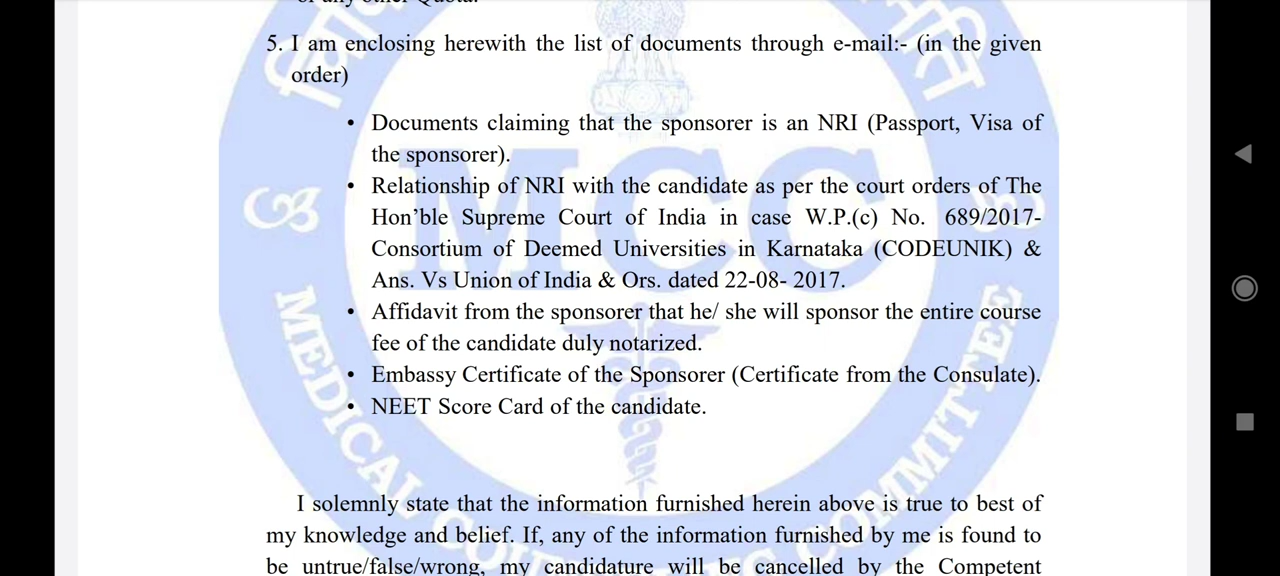 of any other Quota.
5. I am enclosing herewith the list of documents through e-mail:- (in the given
order)
• Documents claiming that the sponsorer is an NRI (Passport, Visa of
the sponsorer).
• Relationship of NRI with the candidate as per the court orders of The
Hon’ble Supreme Court of India in case W.P.(c) No. 689/2017-
Consortium of Deemed Universities in Karnataka (CODEUNIK) &
Ans. Vs Union of India & Ors. dated 22-08- 2017.
• Affidavit from the sponsorer that he/ she will sponsor the entire course
fee of the candidate duly notarized.
• Embassy Certificate of the Sponsorer (Certificate from the Consulate).
• NEET Score Card of the candidate.
I solemnly state that the information furnished herein above is true to best of
my knowledge and belief. If, any of the information furnished by me is found to
be untrue/false/wrong, my candidature will be cancelled by the Competent
MCC
MEDICAL COMMITTEE